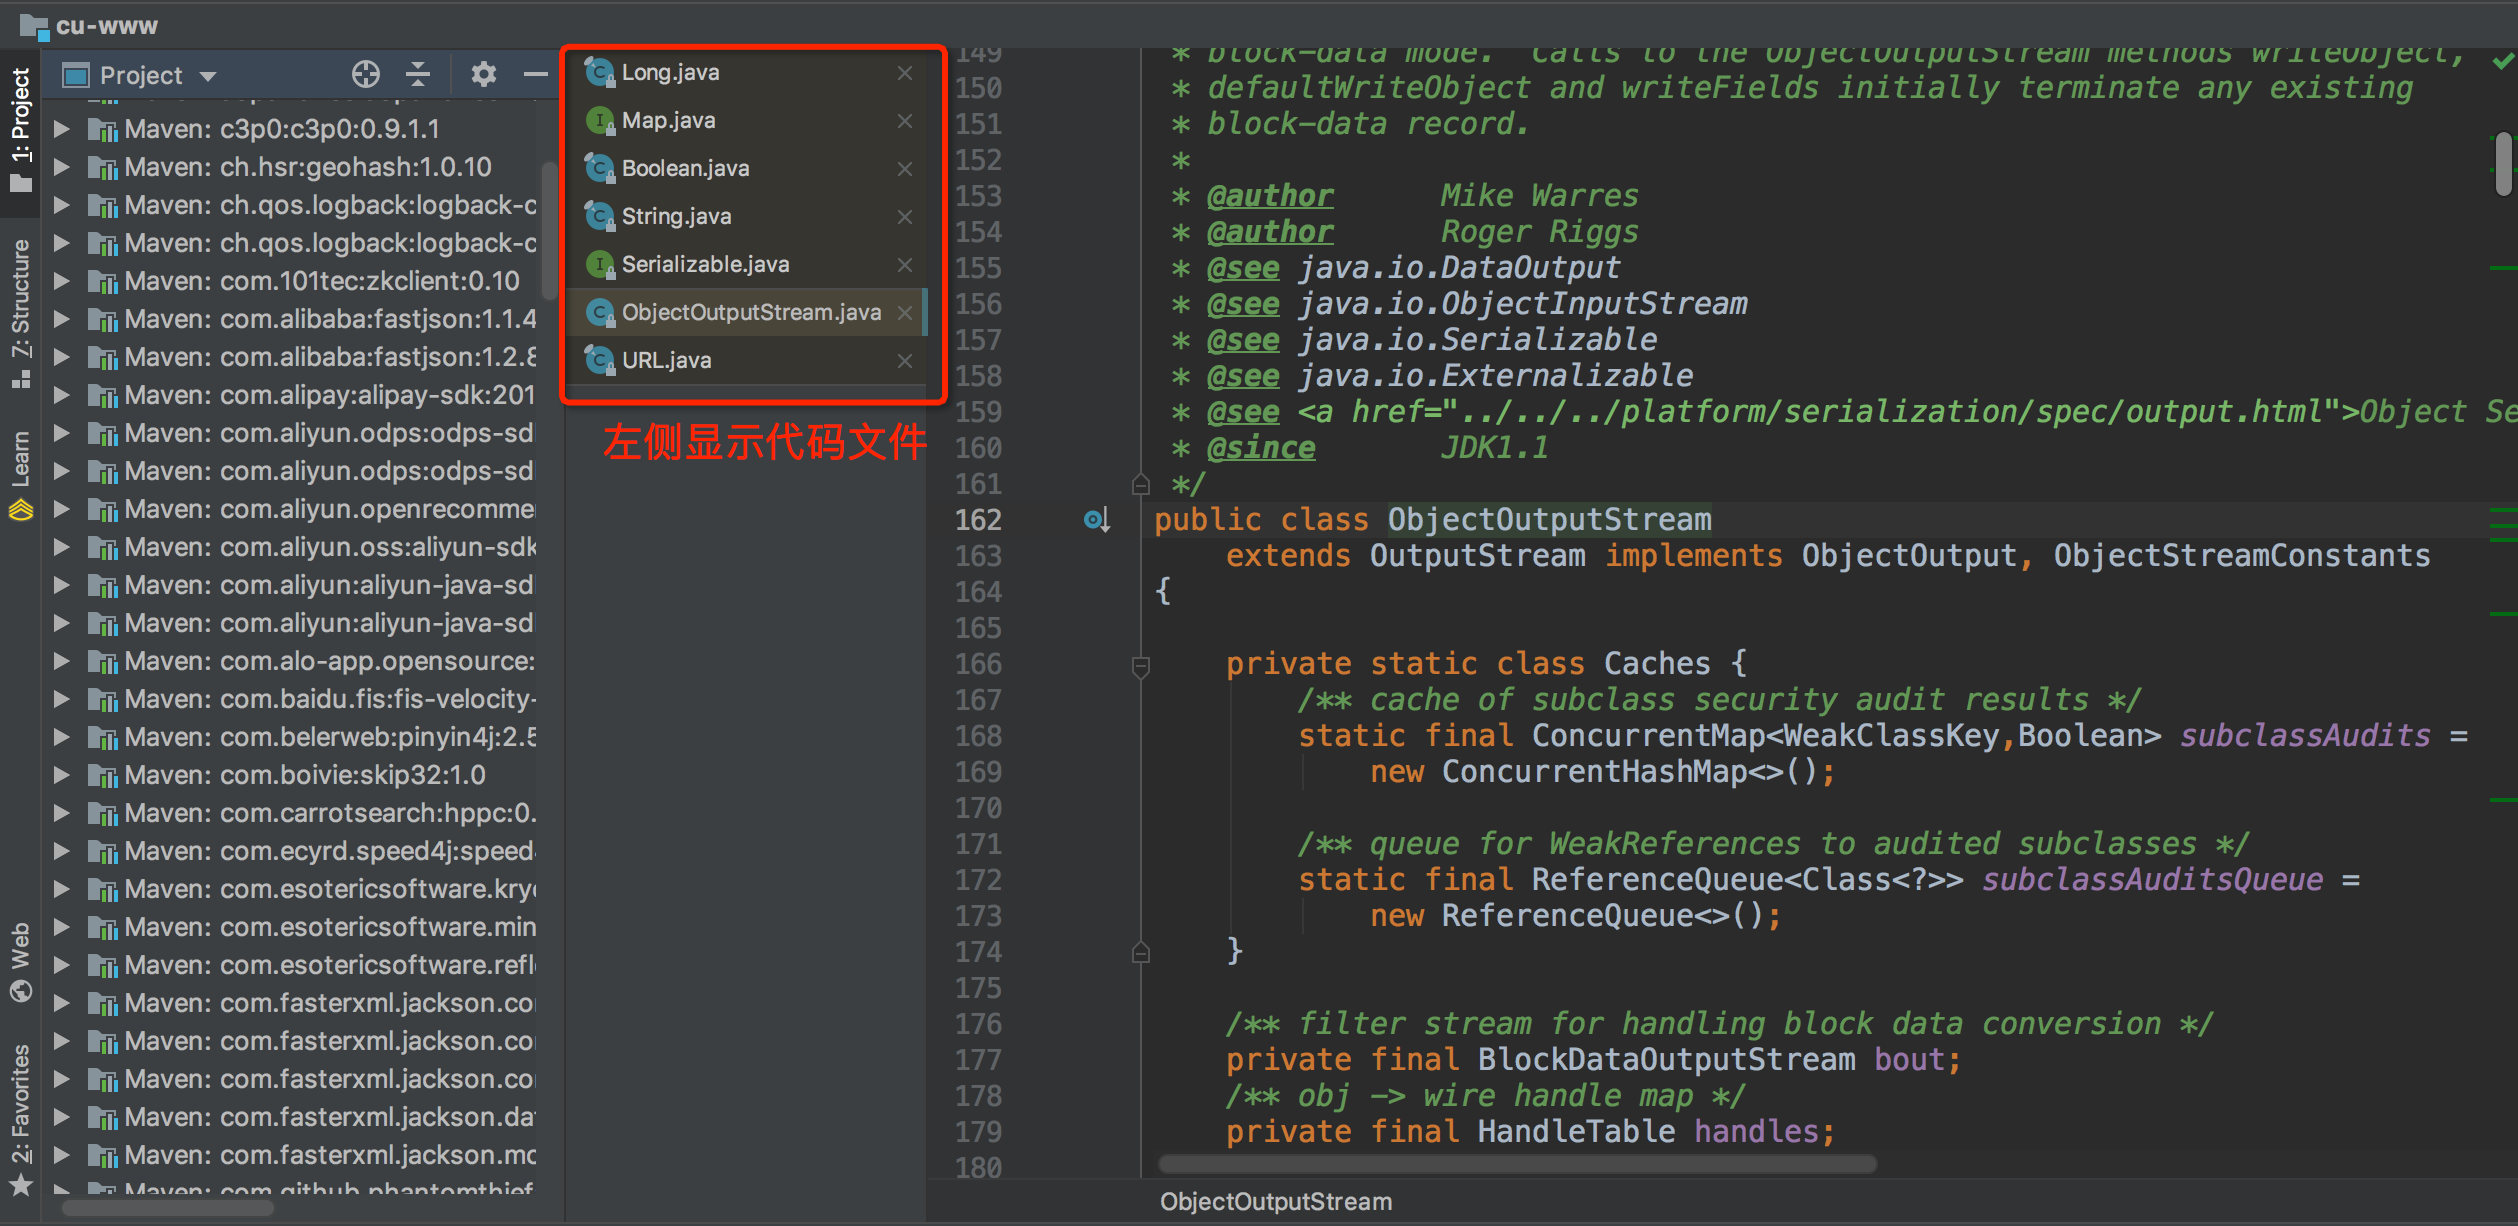 cu-www
1: Project
7: Structure
Learn
Web
2: Favorites
Project
Maven: c3p0:c3p0:0.9.1.1
Maven: ch.hsr:geohash:1.0.10
Maven: ch.qos.logback:logback-c
Maven: ch.qos.logback:logback-c
Maven: com.101tec:zkclient:0.10
Maven: com.alibaba:fastjson:1.1.4
Maven: com.alibaba:fastjson:1.2.8
Maven: com.alipay:alipay-sdk:201
Maven: com.aliyun.odps:odps-sdk
Maven: com.aliyun.odps:odps-sdk
Maven: com.aliyun.openrecomme
Maven: com.aliyun.oss:aliyun-sdk
Maven: com.aliyun:aliyun-java-sd
Maven: com.aliyun:aliyun-java-sd
Maven: com.alo-app.opensource:
Maven: com.baidu.fis:fis-velocity-
Maven: com.belerweb:pinyin4j:2.5
Maven: com.boivie:skip32:1.0
Maven: com.carrotsearch:hppc:0.
Maven: com.ecyrd.speed4j:speed
Maven: com.esotericsoftware.kry
Maven: com.esotericsoftware.min
Maven: com.esotericsoftware.refl
Maven: com.fasterxml.jackson.co
Maven: com.fasterxml.jackson.co
Maven: com.fasterxml.jackson.co
Maven: com.fasterxml.jackson.da
Maven: com.fasterxml.jackson.mo
Maven: com.github.phantomthief
Long.java
Map.java
Boolean.java
String.java
Serializable.java
ObjectOutputStream.java
URL.java
左侧显示代码文件
149 * block-data mode.  Calls to the ObjectOutputStream methods writeObject,
150 * defaultWriteObject and writeFields initially terminate any existing
151 * block-data record.
152 *
153 * @author      Mike Warres
154 * @author      Roger Riggs
155 * @see java.io.DataOutput
156 * @see java.io.ObjectInputStream
157 * @see java.io.Serializable
158 * @see java.io.Externalizable
159 * @see <a href="../../../platform/serialization/spec/output.html">Object Se
160 * @since       JDK1.1
161 */
162 public class ObjectOutputStream
163     extends OutputStream implements ObjectOutput, ObjectStreamConstants
164 {
165
166     private static class Caches {
167         /** cache of subclass security audit results */
168         static final ConcurrentMap<WeakClassKey,Boolean> subclassAudits =
169             new ConcurrentHashMap<>();
170
171         /** queue for WeakReferences to audited subclasses */
172         static final ReferenceQueue<Class<?>> subclassAuditsQueue =
173             new ReferenceQueue<>();
174     }
175
176     /** filter stream for handling block data conversion */
177     private final BlockDataOutputStream bout;
178     /** obj -> wire handle map */
179     private final HandleTable handles;
180
ObjectOutputStream